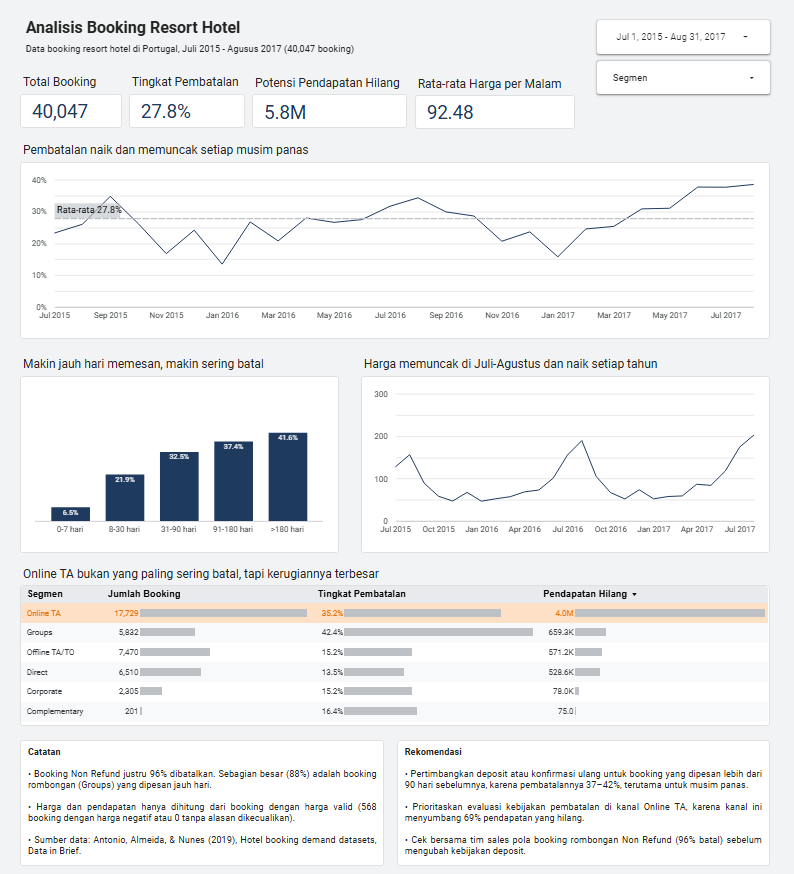 Analisis Booking Resort Hotel
Data booking resort hotel di Portugal, Juli 2015 - Agusus 2017 (40,047 booking)
Jul 1, 2015 - Aug 31, 2017
Segmen
Total Booking
40,047
Tingkat Pembatalan
27.8%
Potensi Pendapatan Hilang
5.8M
Rata-rata Harga per Malam
92.48
Pembatalan naik dan memuncak setiap musim panas
40%
30%
20%
10%
0%
Rata-rata 27.8%
Jul 2015 Sep 2015 Nov 2015 Jan 2016 Mar 2016 May 2016 Jul 2016 Sep 2016 Nov 2016 Jan 2017 Mar 2017 May 2017 Jul 2017
Makin jauh hari memesan, makin sering batal
6.5% 21.9% 32.5% 37.4% 41.6%
0-7 hari 8-30 hari 31-90 hari 91-180 hari >180 hari
Harga memuncak di Juli-Agustus dan naik setiap tahun
300
200
100
0
Jul 2015 Oct 2015 Jan 2016 Apr 2016 Jul 2016 Oct 2016 Jan 2017 Apr 2017 Jul 2017
Online TA bukan yang paling sering batal, tapi kerugiannya terbesar
Segmen Jumlah Booking Tingkat Pembatalan Pendapatan Hilang
Online TA 17,729 35.2% 4.0M
Groups 5,832 42.4% 659.3K
Offline TA/TO 7,470 15.2% 571.2K
Direct 6,510 13.5% 528.6K
Corporate 2,305 15.2% 78.0K
Complementary 201 16.4% 75.0
Catatan
• Booking Non Refund justru 96% dibatalkan. Sebagian besar (88%) adalah booking
rombongan (Groups) yang dipesan jauh hari.
• Harga dan pendapatan hanya dihitung dari booking dengan harga valid (568
booking dengan harga negatif atau 0 tanpa alasan dikecualikan).
• Sumber data: Antonio, Almeida, & Nunes (2019), Hotel booking demand datasets,
Data in Brief.
Rekomendasi
• Pertimbangkan deposit atau konfirmasi ulang untuk booking yang dipesan lebih dari
90 hari sebelumnya, karena pembatalannya 37–42%, terutama untuk musim panas.
• Prioritaskan evaluasi kebijakan pembatalan di kanal Online TA, karena kanal ini
menyumbang 69% pendapatan yang hilang.
• Cek bersama tim sales pola booking rombongan Non Refund (96% batal) sebelum
mengubah kebijakan deposit.